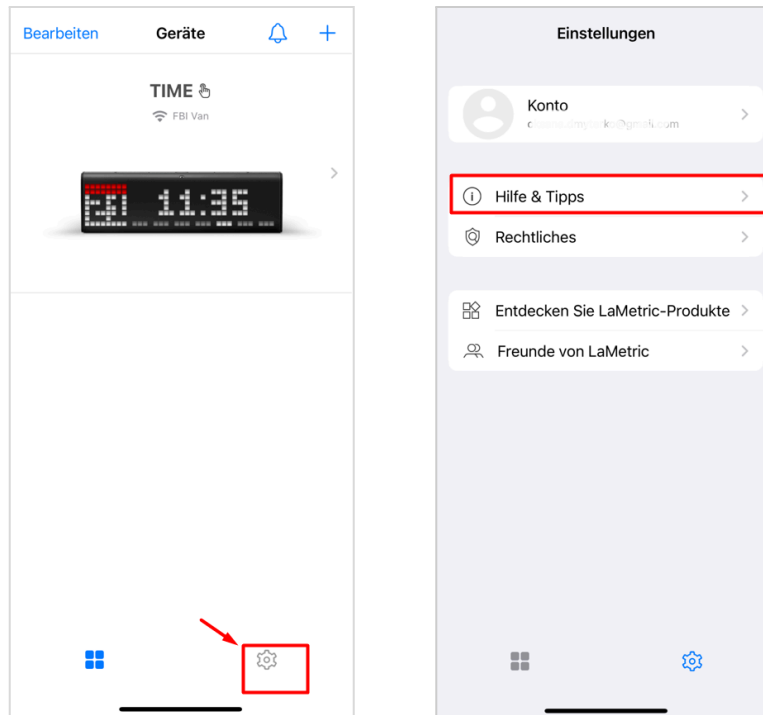 Bearbeiten Geräte
TIME
FBI Van
11:35
Einstellungen
Konto
Hilfe & Tipps
Rechtliches
Entdecken Sie LaMetric-Produkte
Freunde von LaMetric